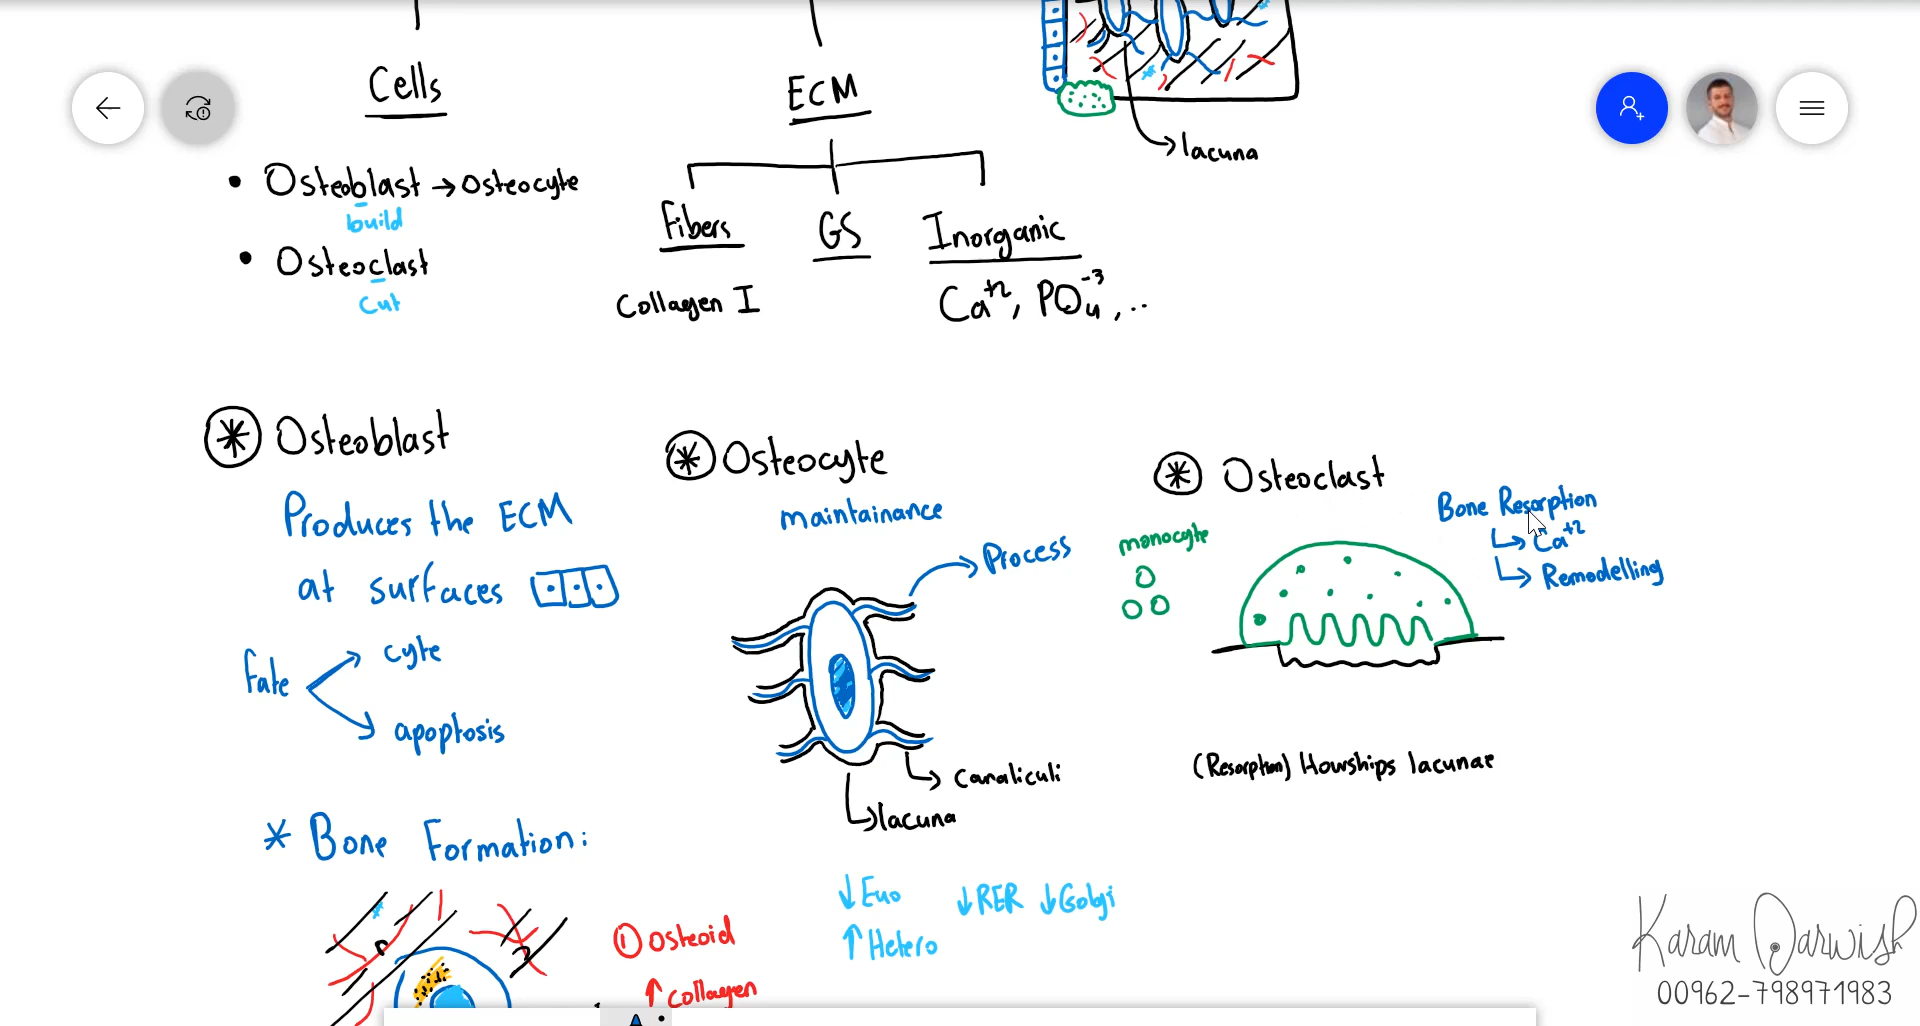 Cells
ECM
lacuna
• Osteoblast → Osteocyte
build
• Osteoclast
cut
Fibers
GS
Inorganic
Collagen I
Ca⁺², PO₄⁻³, ..
* Osteoblast
Produces the ECM
at surfaces
Fate
cyte
apoptosis
* Osteocyte
maintainance
Process
canaliculi
lacuna
↓ Euo ↓RER ↓Golgi
↑ Hetero
* Osteoclast
monocyte
Bone Resorption
↳ Ca⁺²
↳ Remodelling
(Resorption) Howships lacunae
* Bone Formation:
① Osteoid
↑ Collagen
Karam Darwish
00962-798971983